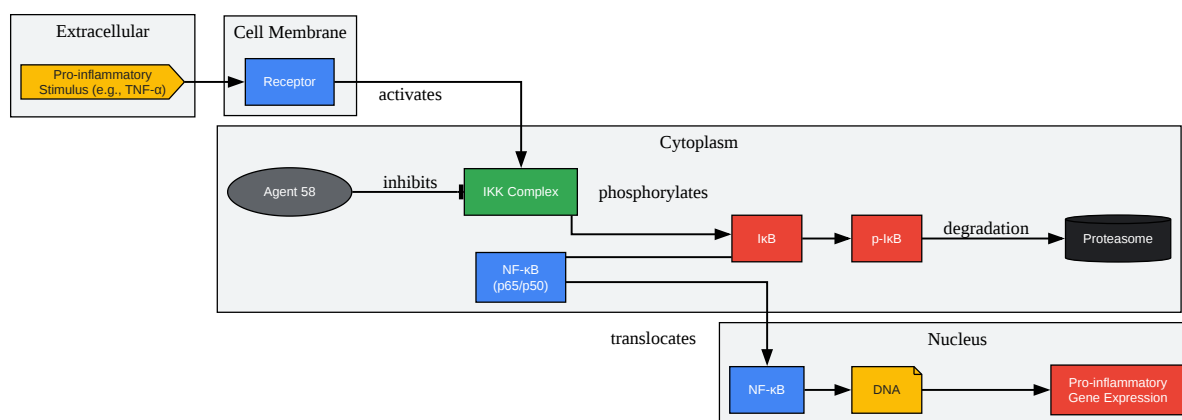 Extracellular
Cell Membrane
Pro-inflammatory
Stimulus (e.g., TNF-α)
Receptor
activates
Cytoplasm
Agent 58
inhibits
IKK Complex
phosphorylates
IκB
p-IκB
degradation
Proteasome
NF-κB
(p65/p50)
translocates
Nucleus
NF-κB
DNA
Pro-inflammatory
Gene Expression